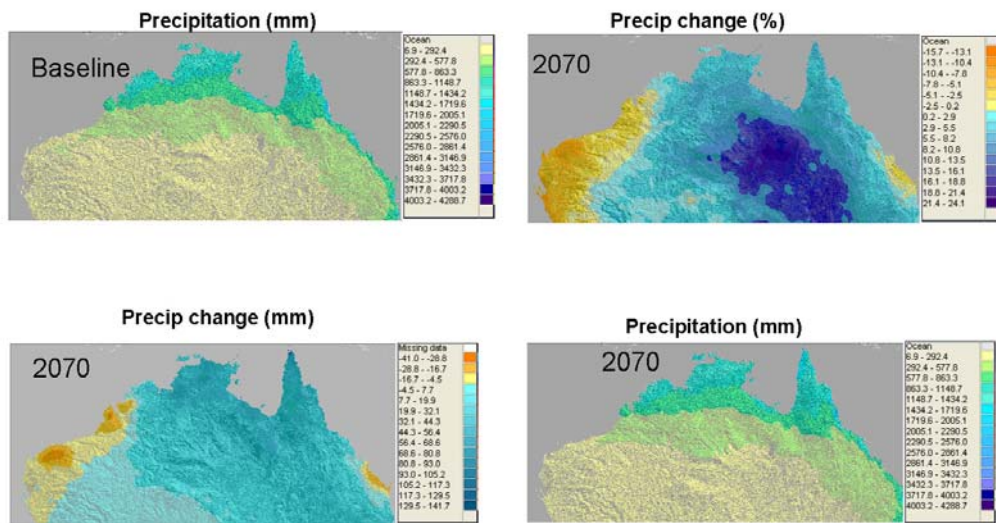 Precipitation (mm)
Baseline
Ocean
6.9 - 292.4
292.4 - 577.8
577.8 - 863.3
863.3 - 1148.7
1148.7 - 1434.2
1434.2 - 1719.6
1719.6 - 2005.1
2005.1 - 2290.5
2290.5 - 2576.0
2576.0 - 2861.4
2861.4 - 3146.9
3146.9 - 3432.3
3432.3 - 3717.8
3717.8 - 4003.2
4003.2 - 4288.7
Precip change (%)
2070
Ocean
-15.7 - -13.1
-13.1 - -10.4
-10.4 - -7.8
-7.8 - -5.1
-5.1 - -2.5
-2.5 - 0.2
0.2 - 2.9
2.9 - 5.5
5.5 - 8.2
8.2 - 10.8
10.8 - 13.5
13.5 - 16.1
16.1 - 18.8
18.8 - 21.4
21.4 - 24.1
Precip change (mm)
2070
Missing data
-41.0 - -28.8
-28.8 - -16.7
-16.7 - -4.5
-4.5 - 7.7
7.7 - 19.9
19.9 - 32.1
32.1 - 44.3
44.3 - 56.4
56.4 - 68.6
68.6 - 80.8
80.8 - 93.0
93.0 - 105.2
105.2 - 117.3
117.3 - 129.5
129.5 - 141.7
Precipitation (mm)
2070
Ocean
6.9 - 292.4
292.4 - 577.8
577.8 - 863.3
863.3 - 1148.7
1148.7 - 1434.2
1434.2 - 1719.6
1719.6 - 2005.1
2005.1 - 2290.5
2290.5 - 2576.0
2576.0 - 2861.4
2861.4 - 3146.9
3146.9 - 3432.3
3432.3 - 3717.8
3717.8 - 4003.2
4003.2 - 4288.7